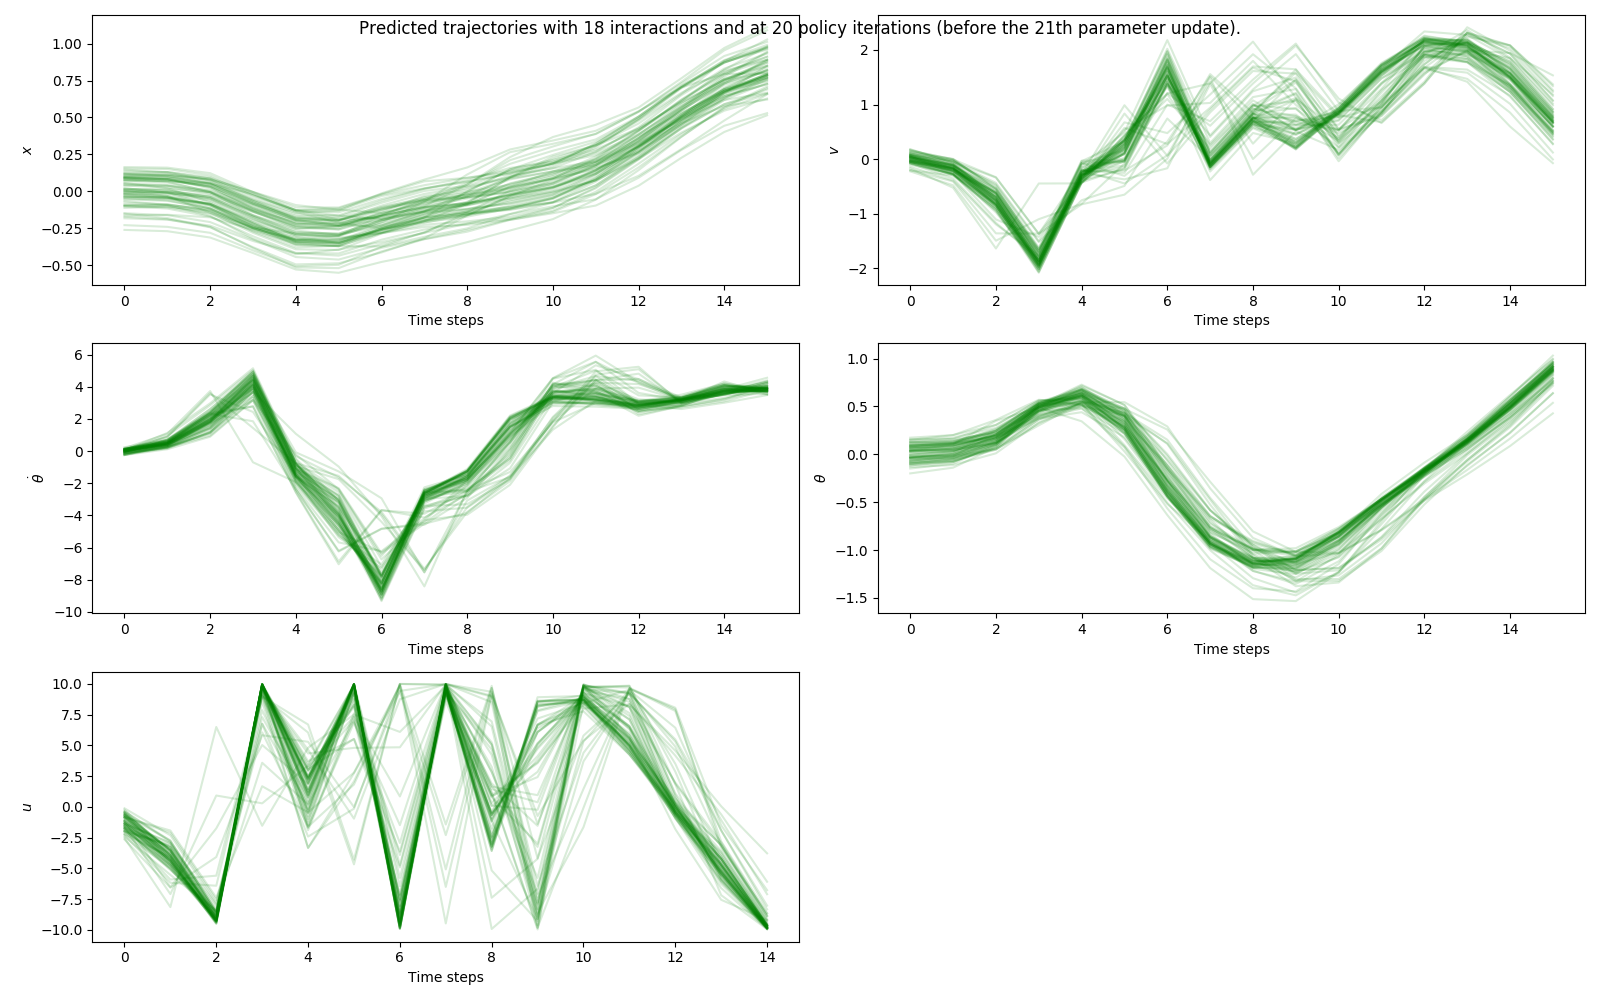 Predicted trajectories with 18 interactions and at 20 policy iterations (before the 21th parameter update).
1.00
0.75
0.50
0.25
0.00
−0.25
−0.50
x
0 2 4 6 8 10 12 14
Time steps
2
1
0
−1
−2
v
0 2 4 6 8 10 12 14
Time steps
6
4
2
0
−2
−4
−6
−8
−10
θ̇
0 2 4 6 8 10 12 14
Time steps
1.0
0.5
0.0
−0.5
−1.0
−1.5
θ
0 2 4 6 8 10 12 14
Time steps
10.0
7.5
5.0
2.5
0.0
−2.5
−5.0
−7.5
−10.0
u
0 2 4 6 8 10 12 14
Time steps